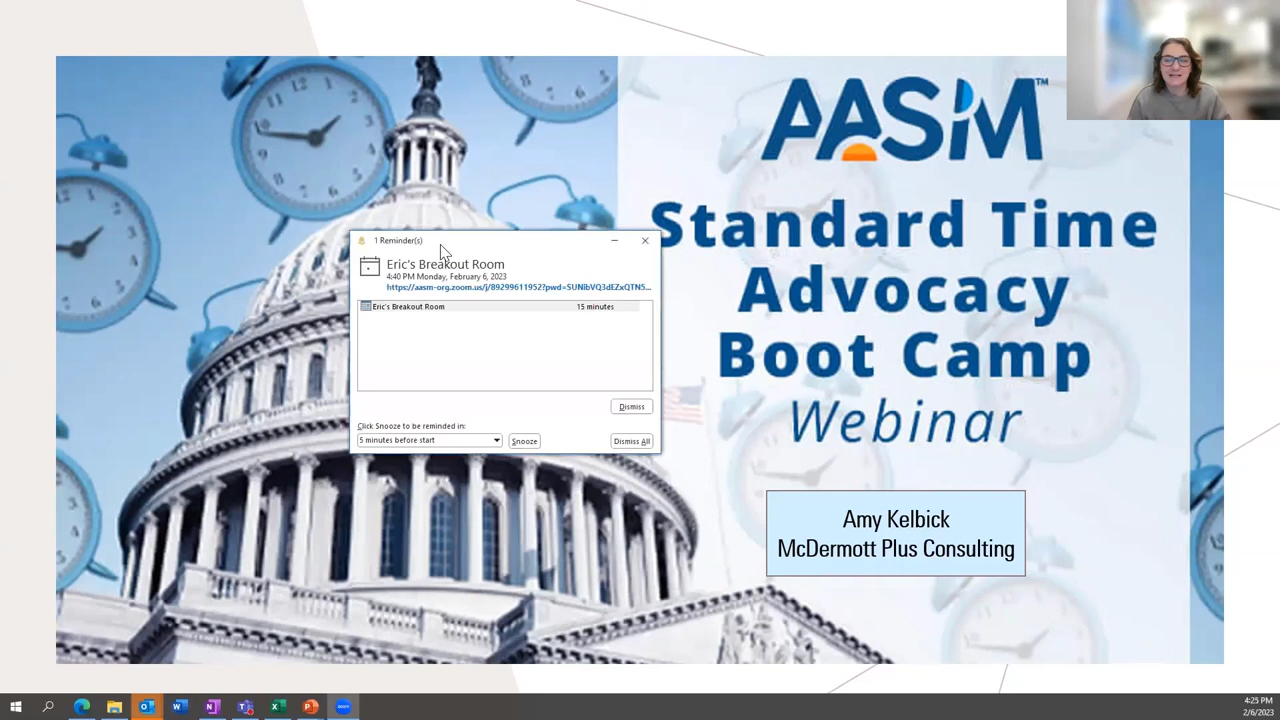 AASM™
Standard Time
Advocacy
Boot Camp
Webinar
Amy Kelbick
McDermott Plus Consulting
1 Reminder(s)
Eric's Breakout Room
4:40 PM Monday, February 6, 2023
https://aasm-org.zoom.us/j/89299611952?pwd=SUNibVQ3dEZxQTN5...
Eric's Breakout Room 15 minutes
Dismiss
Click Snooze to be reminded in:
5 minutes before start Snooze Dismiss All
4:25 PM
2/6/2023